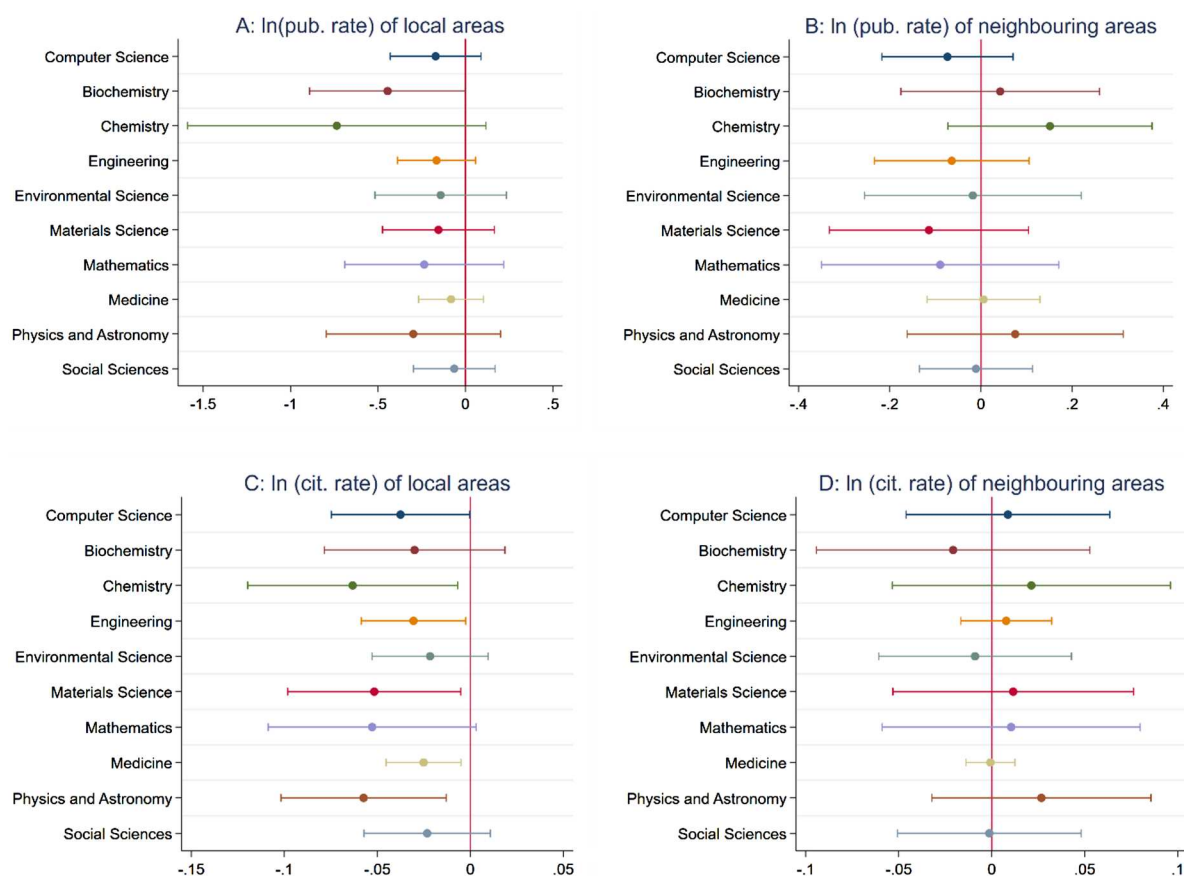 A: ln(pub. rate) of local areas
Computer Science
Biochemistry
Chemistry
Engineering
Environmental Science
Materials Science
Mathematics
Medicine
Physics and Astronomy
Social Sciences
-1.5 -1 -.5 0 .5
B: ln (pub. rate) of neighbouring areas
Computer Science
Biochemistry
Chemistry
Engineering
Environmental Science
Materials Science
Mathematics
Medicine
Physics and Astronomy
Social Sciences
-.4 -.2 0 .2 .4
C: ln (cit. rate) of local areas
Computer Science
Biochemistry
Chemistry
Engineering
Environmental Science
Materials Science
Mathematics
Medicine
Physics and Astronomy
Social Sciences
-.15 -.1 -.05 0 .05
D: ln (cit. rate) of neighbouring areas
Computer Science
Biochemistry
Chemistry
Engineering
Environmental Science
Materials Science
Mathematics
Medicine
Physics and Astronomy
Social Sciences
-.1 -.05 0 .05 .1